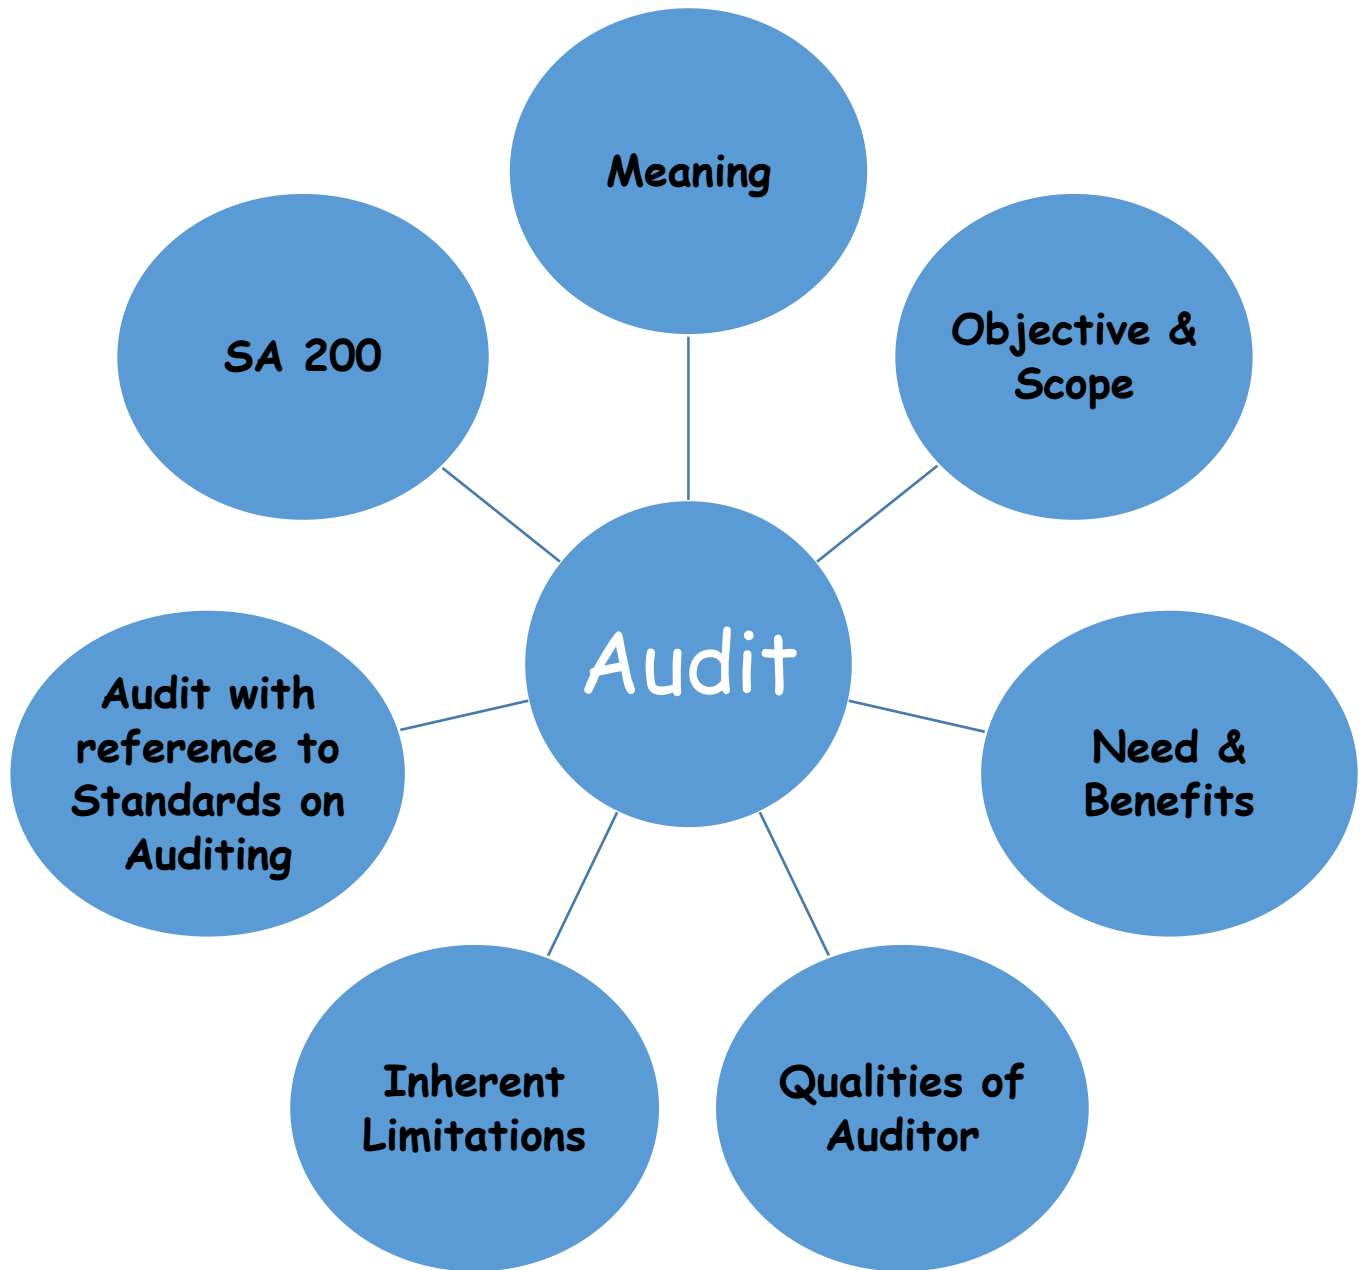 Meaning
Objective &
Scope
SA 200
Audit
Audit with
reference to
Standards on
Auditing
Need &
Benefits
Inherent
Limitations
Qualities of
Auditor